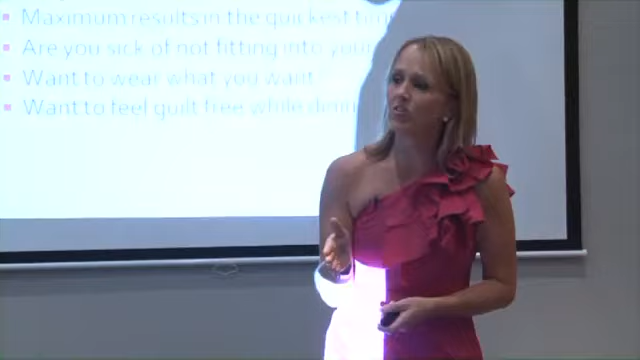 Maximum results in the quickest
Are you sick of not fitting into your
Want to wear what you want
Want to feel guilt free while